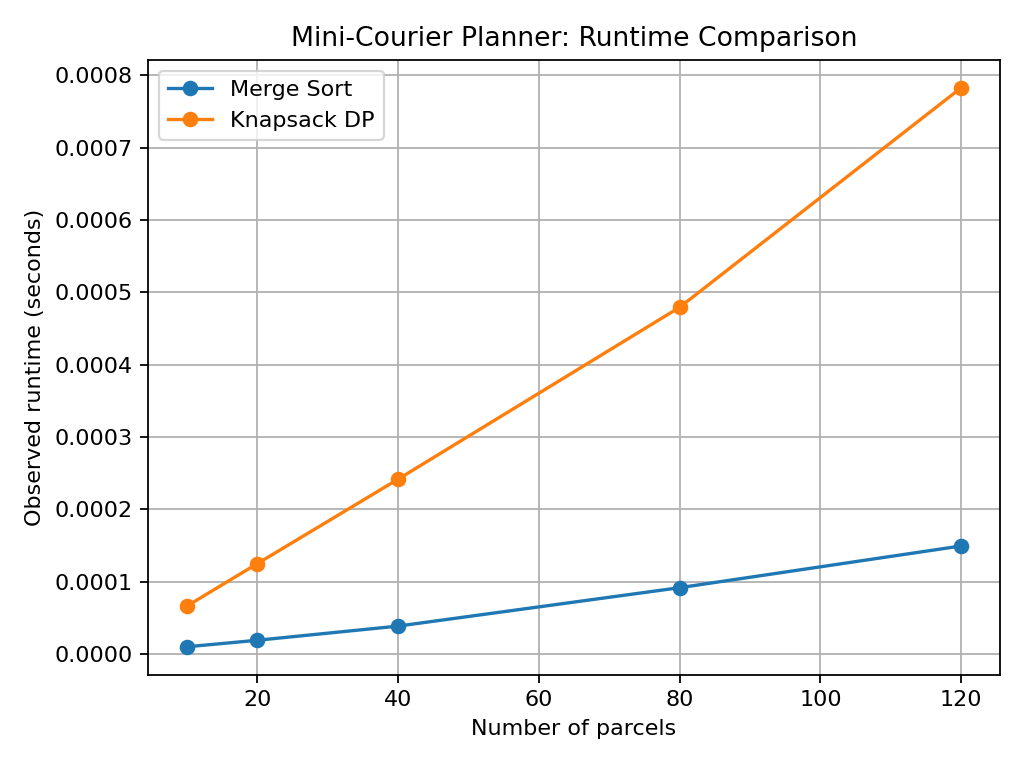 Mini-Courier Planner: Runtime Comparison
Merge Sort
Knapsack DP
Observed runtime (seconds)
0.0008
0.0007
0.0006
0.0005
0.0004
0.0003
0.0002
0.0001
0.0000
20 40 60 80 100 120
Number of parcels